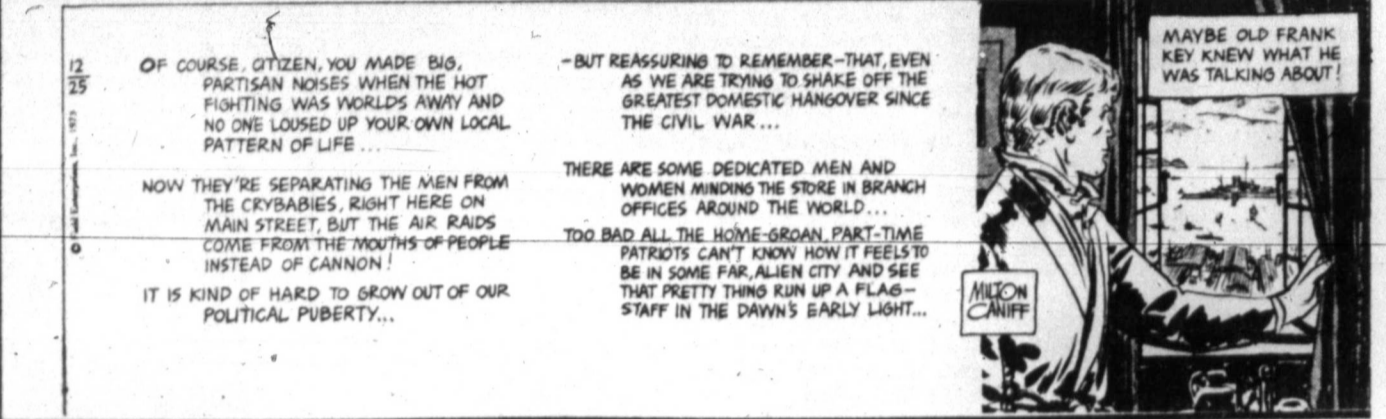 12
25
© Field Enterprises, Inc., 1973
OF COURSE, CITIZEN, YOU MADE BIG,
PARTISAN NOISES WHEN THE HOT
FIGHTING WAS WORLDS AWAY AND
NO ONE LOUSED UP YOUR OWN LOCAL
PATTERN OF LIFE ...
NOW THEY'RE SEPARATING THE MEN FROM
THE CRYBABIES, RIGHT HERE ON
MAIN STREET, BUT THE AIR RAIDS
COME FROM THE MOUTHS OF PEOPLE
INSTEAD OF CANNON!
IT IS KIND OF HARD TO GROW OUT OF OUR
POLITICAL PUBERTY...
-BUT REASSURING TO REMEMBER-THAT, EVEN
AS WE ARE TRYING TO SHAKE OFF THE
GREATEST DOMESTIC HANGOVER SINCE
THE CIVIL WAR ...
THERE ARE SOME DEDICATED MEN AND
WOMEN MINDING THE STORE IN BRANCH
OFFICES AROUND THE WORLD...
TOO BAD ALL THE HOME-GROAN, PART-TIME
PATRIOTS CAN'T KNOW HOW IT FEELS TO
BE IN SOME FAR, ALIEN CITY AND SEE
THAT PRETTY THING RUN UP A FLAG-
STAFF IN THE DAWN'S EARLY LIGHT...
MAYBE OLD FRANK
KEY KNEW WHAT HE
WAS TALKING ABOUT!
MILTON
CANIFF